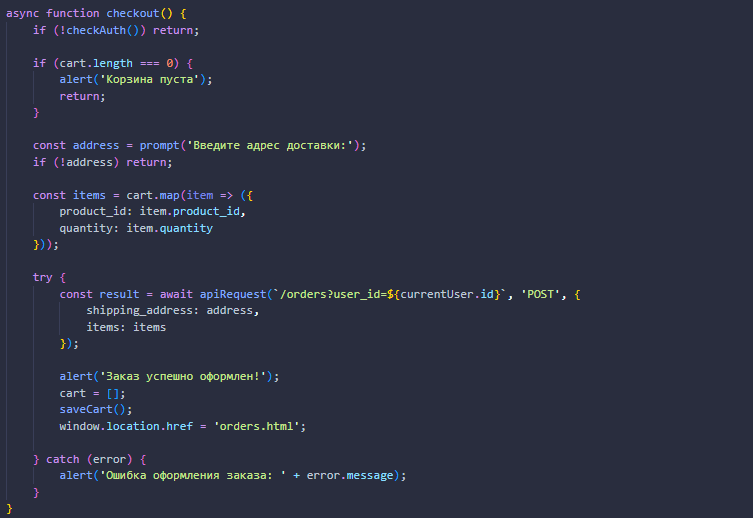 async function checkout() {
    if (!checkAuth()) return;

    if (cart.length === 0) {
        alert('Корзина пуста');
        return;
    }

    const address = prompt('Введите адрес доставки:');
    if (!address) return;

    const items = cart.map(item => ({
        product_id: item.product_id,
        quantity: item.quantity
    }));

    try {
        const result = await apiRequest(`/orders?user_id=${currentUser.id}`, 'POST', {
            shipping_address: address,
            items: items
        });

        alert('Заказ успешно оформлен!');
        cart = [];
        saveCart();
        window.location.href = 'orders.html';

    } catch (error) {
        alert('Ошибка оформления заказа: ' + error.message);
    }
}